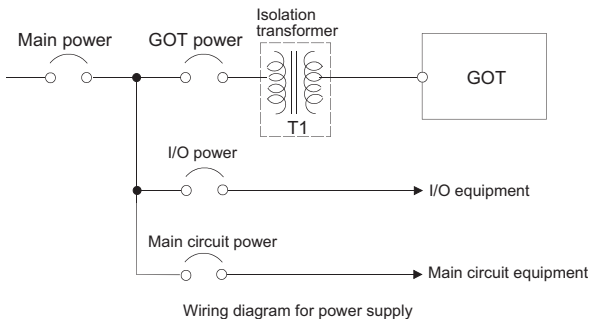 Isolation
transformer
Main power
GOT power
GOT
T1
I/O power
I/O equipment
Main circuit power
Main circuit equipment
Wiring diagram for power supply